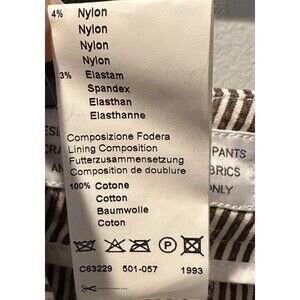 4% Nylon
Nylon
Nylon
Nylon
3% Elastam
Spandex
Elasthan
Elasthanne
Composizione Fodera
Lining Composition
Futterzusammensetzung
Composition de doublure
100% Cotone
Cotton
Baumwolle
Coton
P
C63229 501-057 1993
PANTS
ONLY